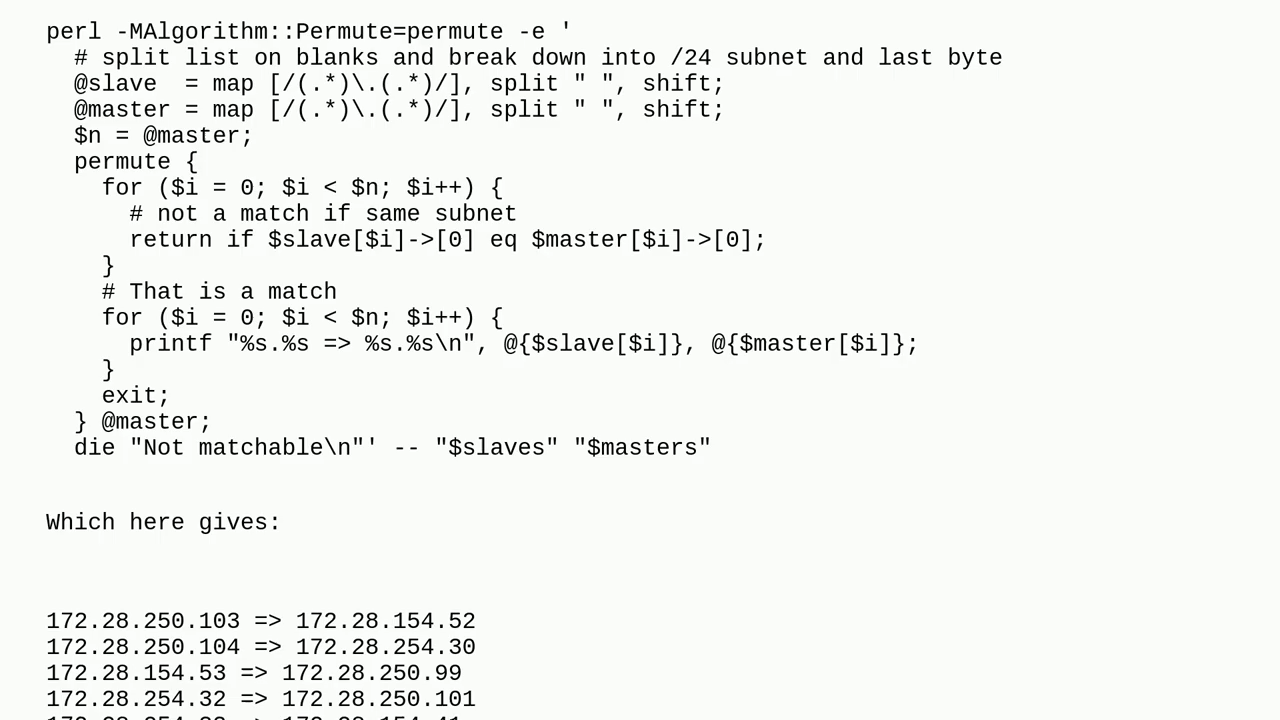 perl -MAlgorithm::Permute=permute -e '
# split list on blanks and break down into /24 subnet and last byte
@slave  = map [/(.*)\.(.*)/], split " ", shift;
@master = map [/(.*)\.(.*)/], split " ", shift;
$n = @master;
permute {
for ($i = 0; $i < $n; $i++) {
# not a match if same subnet
return if $slave[$i]->[0] eq $master[$i]->[0];
}
# That is a match
for ($i = 0; $i < $n; $i++) {
printf "%s.%s => %s.%s\n", @{$slave[$i]}, @{$master[$i]};
}
exit;
} @master;
die "Not matchable\n"' -- "$slaves" "$masters"
Which here gives:
172.28.250.103 => 172.28.154.52
172.28.250.104 => 172.28.254.30
172.28.154.53 => 172.28.250.99
172.28.254.32 => 172.28.250.101